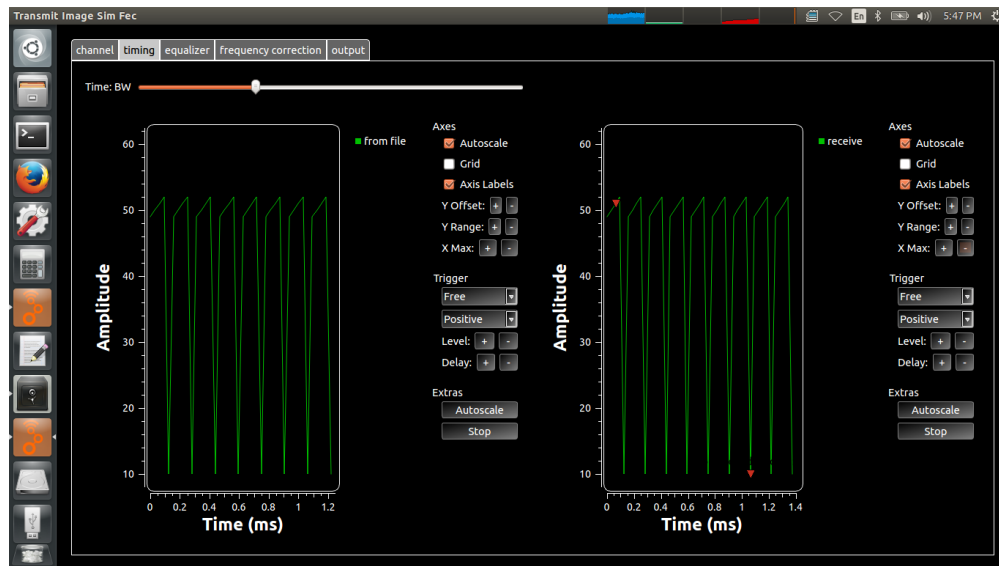 Transmit Image Sim Fec
En
5:47 PM
channel timing equalizer frequency correction output
Time: BW
60
50
40
30
20
10
Amplitude
0 0.2 0.4 0.6 0.8 1 1.2
Time (ms)
from file
Axes
Autoscale
Grid
Axis Labels
Y Offset: + -
Y Range: + -
X Max: + -
Trigger
Free
Positive
Level: + -
Delay: + -
Extras
Autoscale
Stop
60
50
40
30
20
10
Amplitude
0 0.2 0.4 0.6 0.8 1 1.2 1.4
Time (ms)
receive
Axes
Autoscale
Grid
Axis Labels
Y Offset: + -
Y Range: + -
X Max: + -
Trigger
Free
Positive
Level: + -
Delay: + -
Extras
Autoscale
Stop